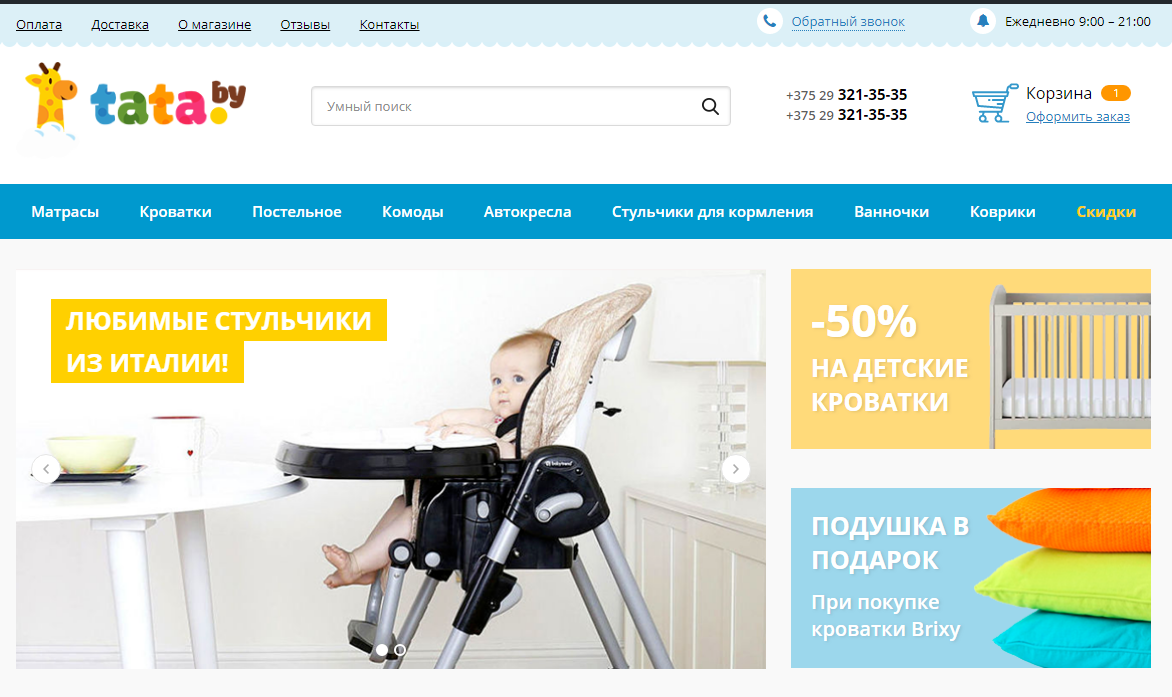 Оплата
Доставка
О магазине
Отзывы
Контакты
Обратный звонок
Ежедневно 9:00 – 21:00
tata.by
Умный поиск
+375 29 321-35-35
+375 29 321-35-35
Корзина 1
Оформить заказ
Матрасы
Кроватки
Постельное
Комоды
Автокресла
Стульчики для кормления
Ванночки
Коврики
Скидки
ЛЮБИМЫЕ СТУЛЬЧИКИ
ИЗ ИТАЛИИ!
babytrend
-50%
НА ДЕТСКИЕ
КРОВАТКИ
ПОДУШКА В
ПОДАРОК
При покупке
кроватки Brixy